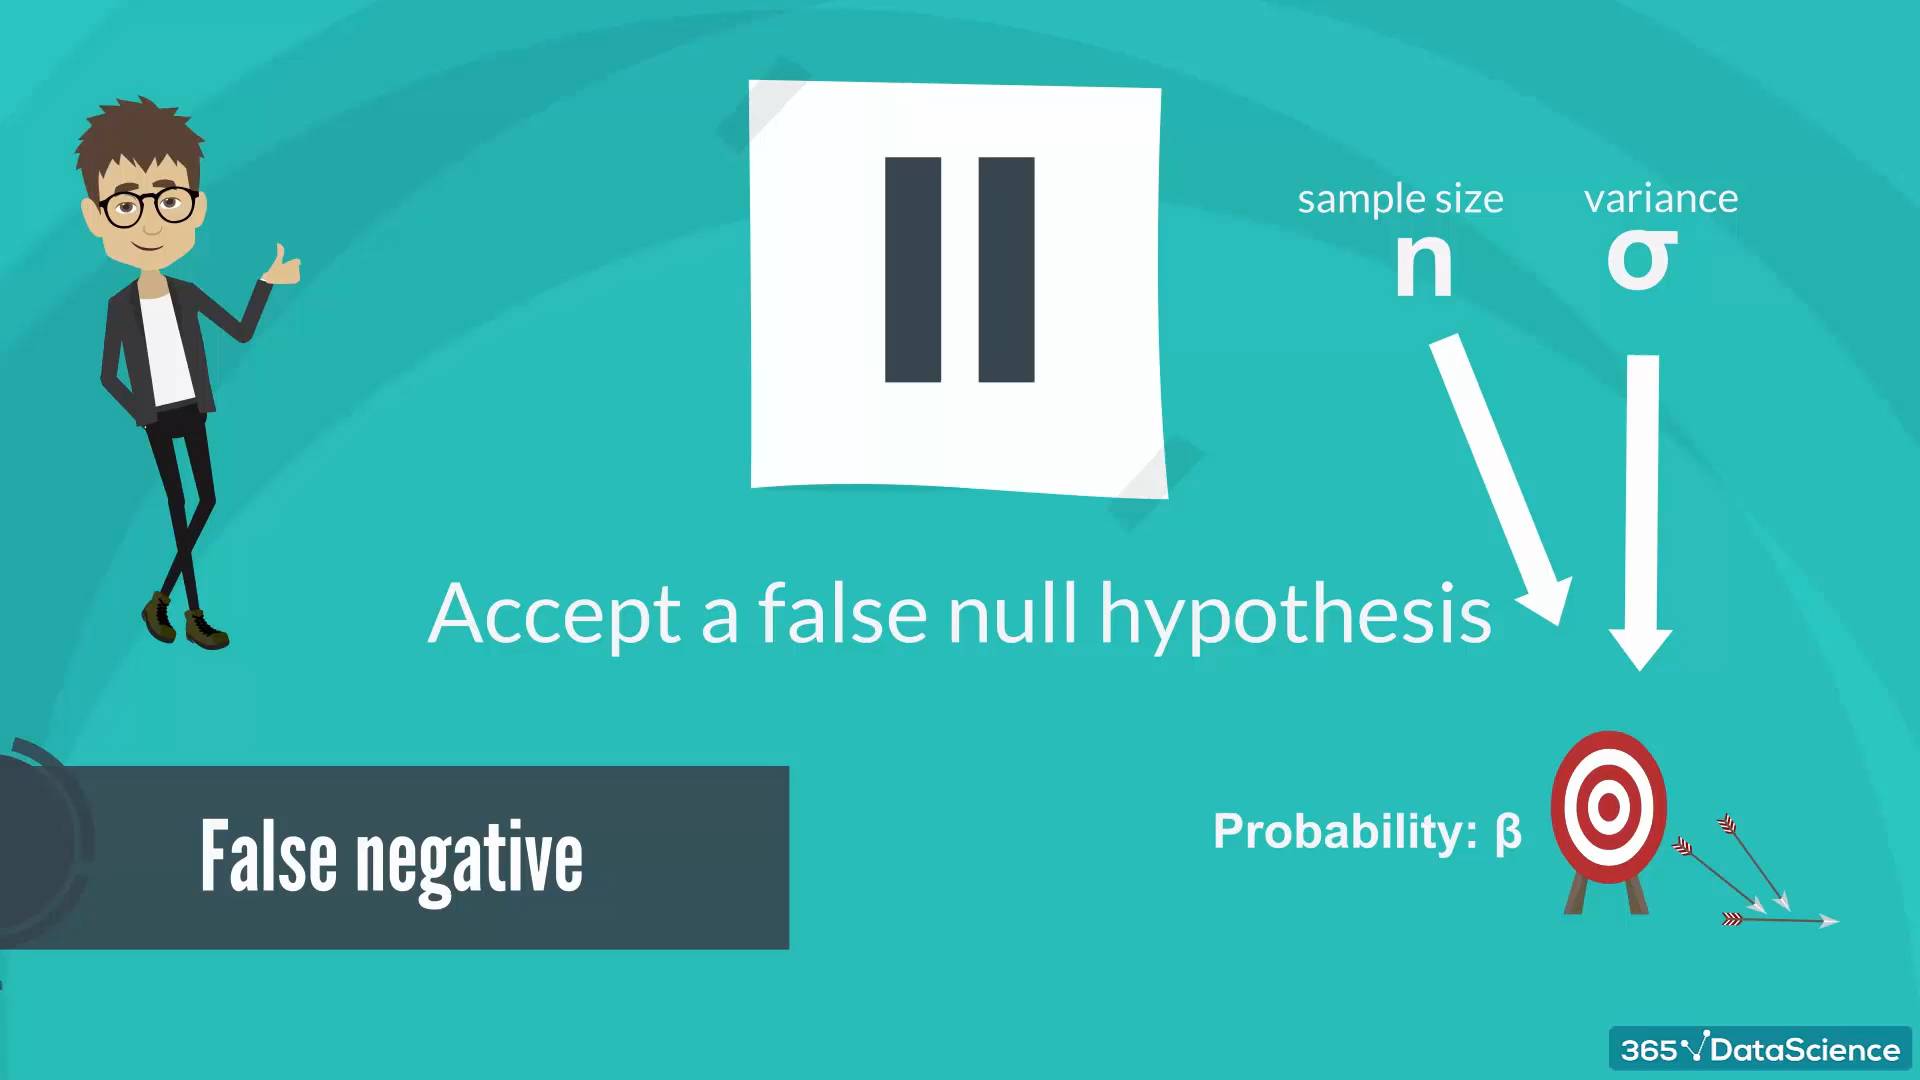 II
sample size
variance
n
σ
Accept a false null hypothesis
False negative
Probability: β
365 DataScience